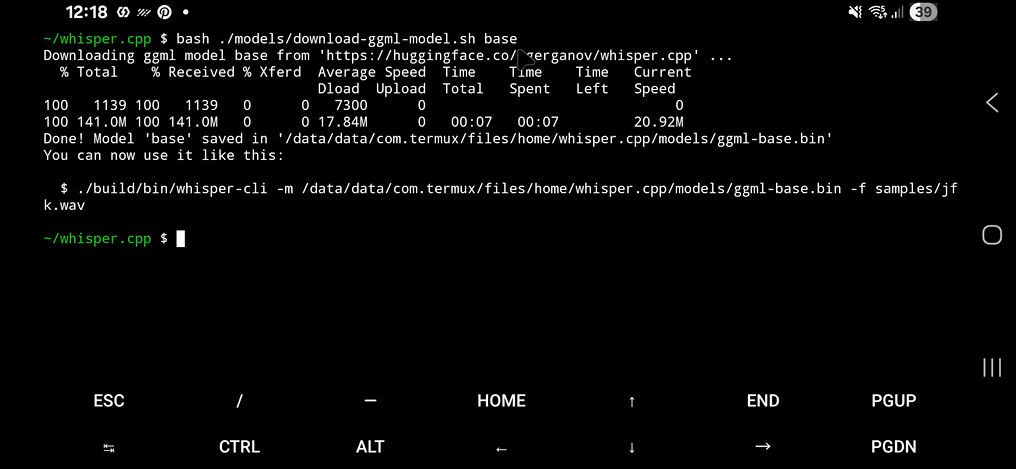 12:18
39
~/whisper.cpp $ bash ./models/download-ggml-model.sh base
Downloading ggml model base from 'https://huggingface.co/ggerganov/whisper.cpp' ...
% Total % Received % Xferd Average Speed Time Time Time Current
Dload Upload Total Spent Left Speed
100 1139 100 1139 0 0 7300 0 0
100 141.0M 100 141.0M 0 0 17.84M 0 00:07 00:07 20.92M
Done! Model 'base' saved in '/data/data/com.termux/files/home/whisper.cpp/models/ggml-base.bin'
You can now use it like this:
$ ./build/bin/whisper-cli -m /data/data/com.termux/files/home/whisper.cpp/models/ggml-base.bin -f samples/jf
k.wav
~/whisper.cpp $
ESC / — HOME ↑ END PGUP
↹ CTRL ALT ← ↓ → PGDN